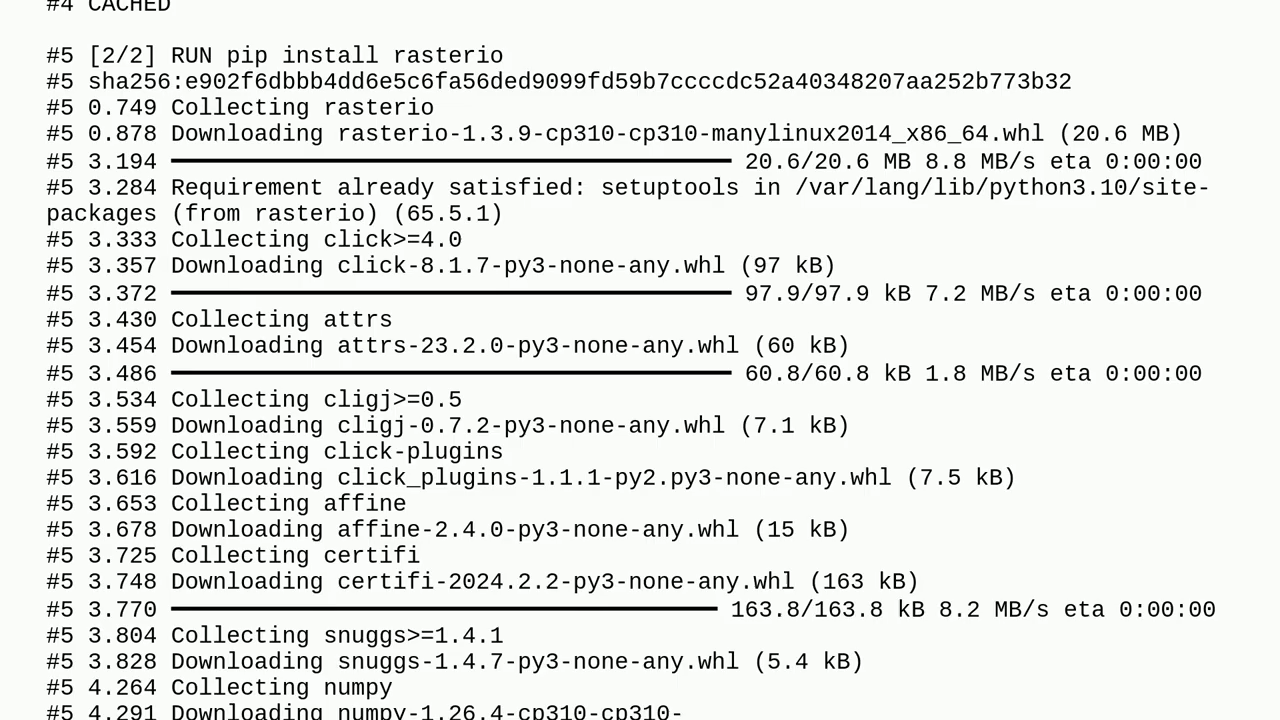 #4 CACHED
#5 [2/2] RUN pip install rasterio
#5 sha256:e902f6dbbb4dd6e5c6fa56ded9099fd59b7ccccdc52a40348207aa252b773b32
#5 0.749 Collecting rasterio
#5 0.878 Downloading rasterio-1.3.9-cp310-cp310-manylinux2014_x86_64.whl (20.6 MB)
#5 3.194 ━━━━━━━━━━━━━━━━━━━━━━━━━━━━━━━━━━━━━━━━ 20.6/20.6 MB 8.8 MB/s eta 0:00:00
#5 3.284 Requirement already satisfied: setuptools in /var/lang/lib/python3.10/site-
packages (from rasterio) (65.5.1)
#5 3.333 Collecting click>=4.0
#5 3.357 Downloading click-8.1.7-py3-none-any.whl (97 kB)
#5 3.372 ━━━━━━━━━━━━━━━━━━━━━━━━━━━━━━━━━━━━━━━━ 97.9/97.9 kB 7.2 MB/s eta 0:00:00
#5 3.430 Collecting attrs
#5 3.454 Downloading attrs-23.2.0-py3-none-any.whl (60 kB)
#5 3.486 ━━━━━━━━━━━━━━━━━━━━━━━━━━━━━━━━━━━━━━━━ 60.8/60.8 kB 1.8 MB/s eta 0:00:00
#5 3.534 Collecting cligj>=0.5
#5 3.559 Downloading cligj-0.7.2-py3-none-any.whl (7.1 kB)
#5 3.592 Collecting click-plugins
#5 3.616 Downloading click_plugins-1.1.1-py2.py3-none-any.whl (7.5 kB)
#5 3.653 Collecting affine
#5 3.678 Downloading affine-2.4.0-py3-none-any.whl (15 kB)
#5 3.725 Collecting certifi
#5 3.748 Downloading certifi-2024.2.2-py3-none-any.whl (163 kB)
#5 3.770 ━━━━━━━━━━━━━━━━━━━━━━━━━━━━━━━━━━━━━━━ 163.8/163.8 kB 8.2 MB/s eta 0:00:00
#5 3.804 Collecting snuggs>=1.4.1
#5 3.828 Downloading snuggs-1.4.7-py3-none-any.whl (5.4 kB)
#5 4.264 Collecting numpy
#5 4.291 Downloading numpy-1.26.4-cp310-cp310-